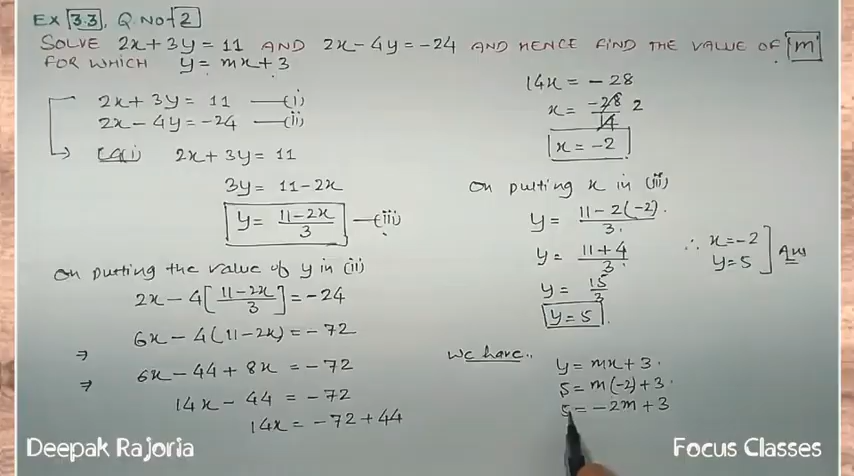 EX 3.3, Q.NO 2
SOLVE 2x+3y = 11 AND 2x-4y = -24 AND HENCE FIND THE VALUE OF m
FOR WHICH y = mx+3
2x+3y = 11 —(i)
2x-4y = -24 —(ii)
2x+3y = 11
3y = 11-2x
y = (11-2x)/3 —(iii)
On putting the value of y in (ii)
2x - 4[(11-2x)/3] = -24
⇒ 6x - 4(11-2x) = -72
⇒ 6x - 44 + 8x = -72
14x - 44 = -72
14x = -72+44
14x = -28
x = -28/14 2
x = -2
On putting x in (iii)
y = (11-2(-2))/3
y = (11+4)/3
y = 15/3
y = 5
∴ x = -2
y = 5 ] Ans
We have..
y = mx+3.
5 = m(-2)+3.
5 = -2m+3
Deepak Rajoria
Focus Classes